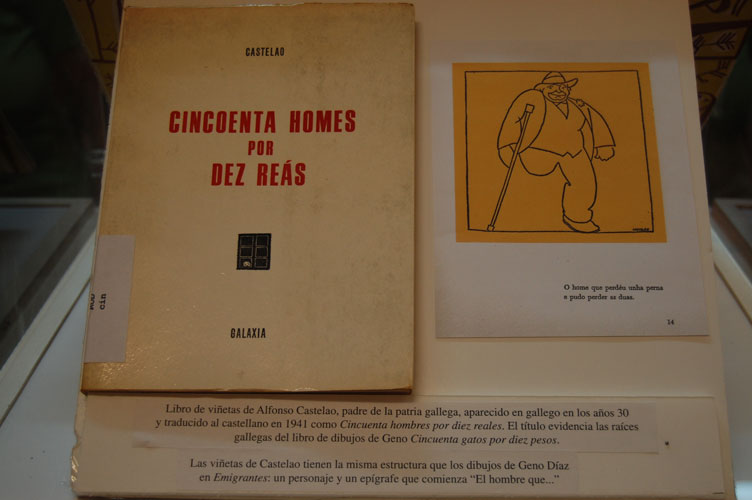 CASTELAO
CINCOENTA HOMES
POR
DEZ REÁS
GALAXIA
cin
O home que perdéu unha perna
e pudo perder as duas.
14
Libro de viñetas de Alfonso Castelao, padre de la patria gallega, aparecido en gallego en los años 30
y traducido al castellano en 1941 como Cincuenta hombres por diez reales. El título evidencia las raíces
gallegas del libro de dibujos de Geno Cincuenta gatos por diez pesos.
Las viñetas de Castelao tienen la misma estructura que los dibujos de Geno Díaz
en Emigrantes: un personaje y un epígrafe que comienza “El hombre que...”